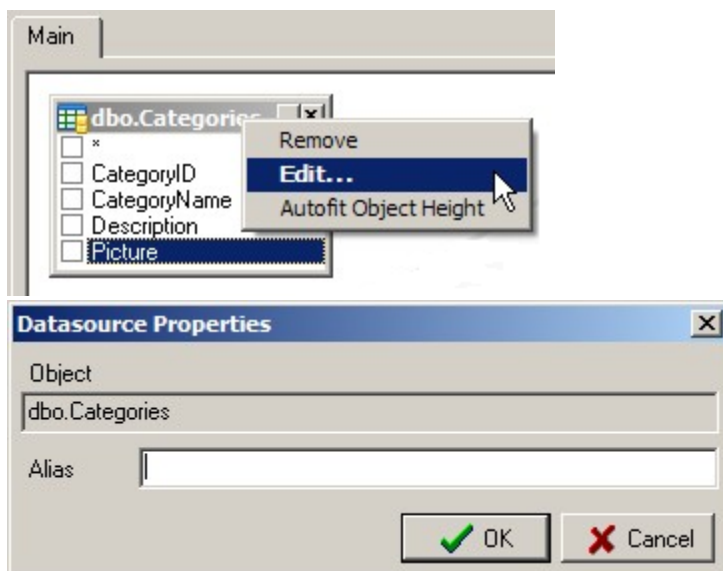 Main
dbo.Categories
*
CategoryID
CategoryName
Description
Picture
Remove
Edit...
Autofit Object Height
Datasource Properties
Object
dbo.Categories
Alias
OK
Cancel